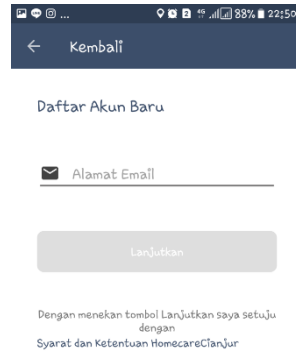 ... 4G 88% 22:50
Kembali
Daftar Akun Baru
Alamat Email
Lanjutkan
Dengan menekan tombol Lanjutkan saya setuju
dengan
Syarat dan Ketentuan HomecareCianjur